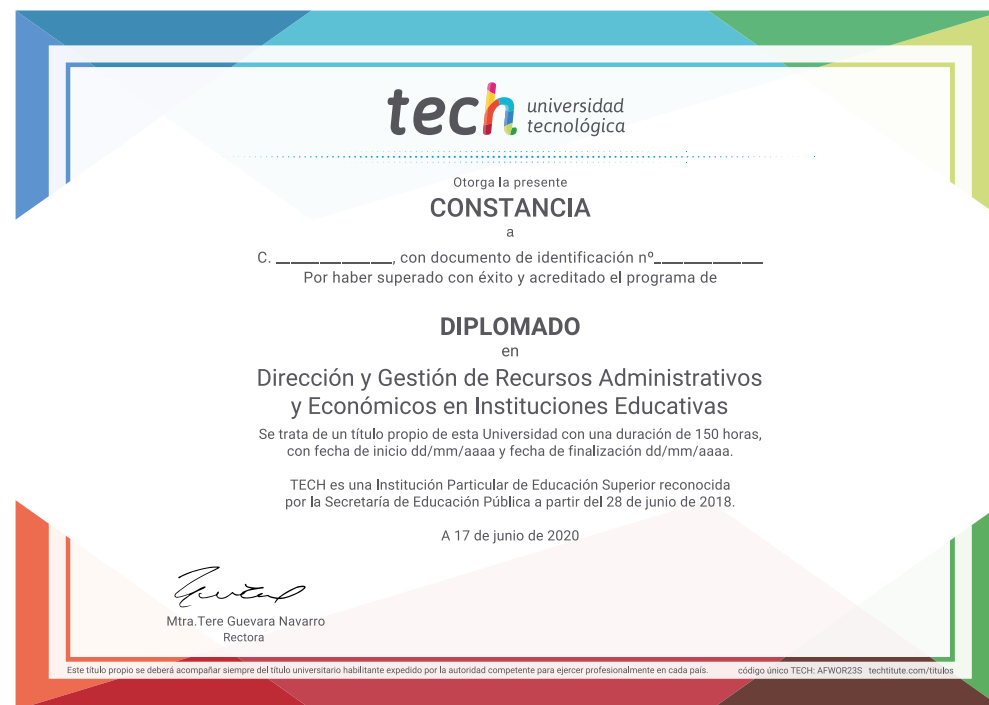 tech universidad
tecnológica
Otorga la presente
CONSTANCIA
a
C. ______________, con documento de identificación nº_____________
Por haber superado con éxito y acreditado el programa de
DIPLOMADO
en
Dirección y Gestión de Recursos Administrativos
y Económicos en Instituciones Educativas
Se trata de un título propio de esta Universidad con una duración de 150 horas,
con fecha de inicio dd/mm/aaaa y fecha de finalización dd/mm/aaaa.
TECH es una Institución Particular de Educación Superior reconocida
por la Secretaría de Educación Pública a partir del 28 de junio de 2018.
A 17 de junio de 2020
Mtra.Tere Guevara Navarro
Rectora
Este título propio se deberá acompañar siempre del título universitario habilitante expedido por la autoridad competente para ejercer profesionalmente en cada país. código único TECH: AFWOR23S techtitute.com/titulos